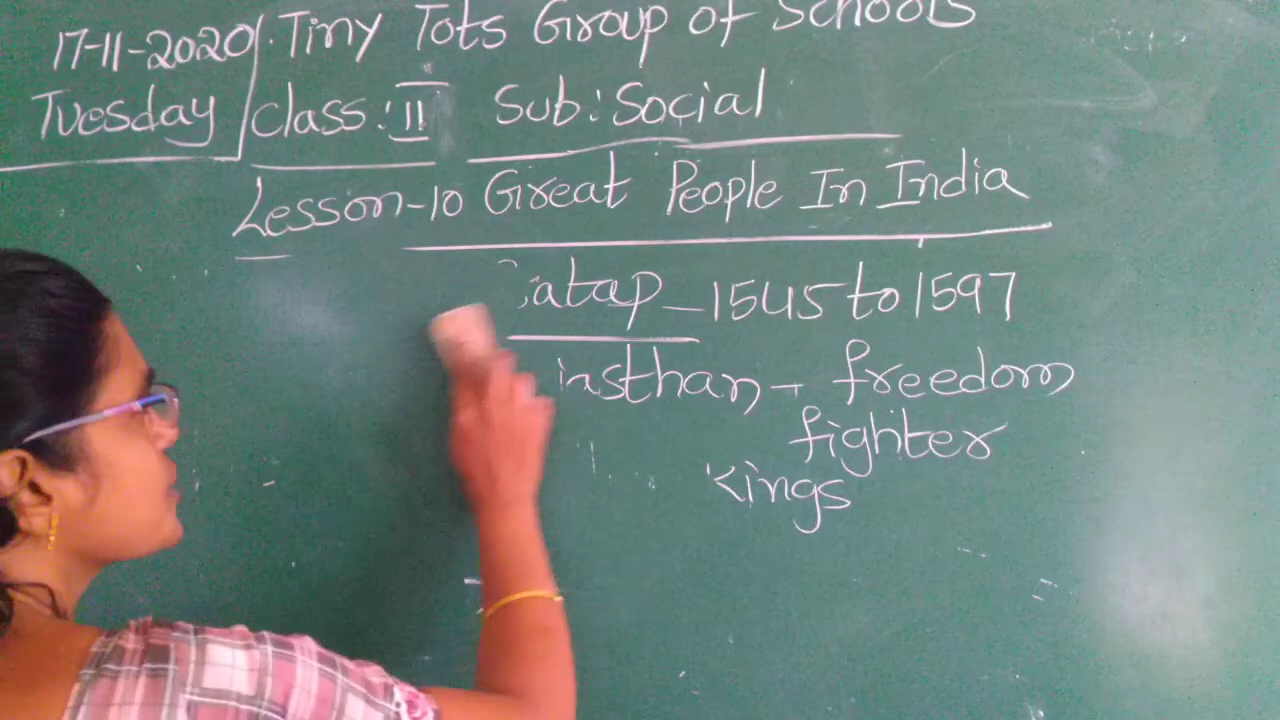 17-11-2020 Tiny Tots Group of Schools
Tuesday class: II Sub: Social
Lesson-10 Great People In India
atap - 1545 to 1597
asthan - freedom
fighter
Kings